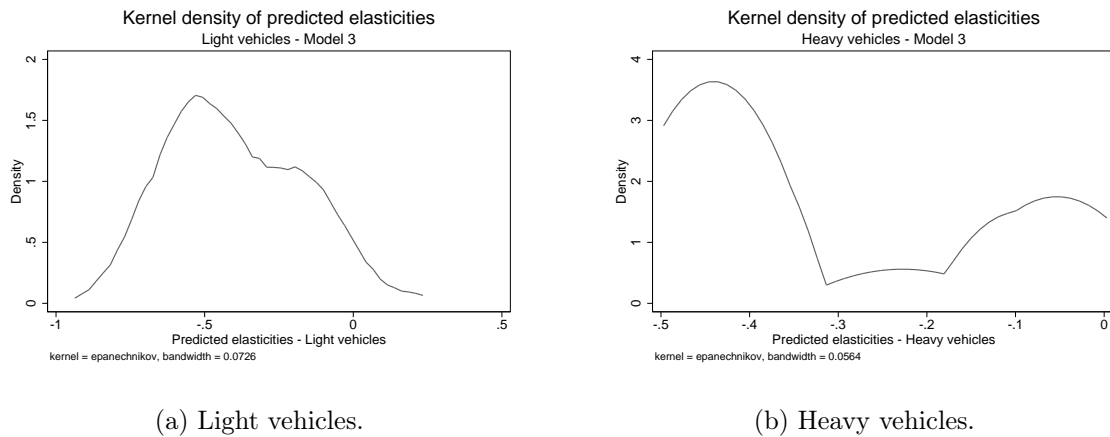 Kernel density of predicted elasticities
Light vehicles - Model 3
2
1.5
1
.5
0
Density
-1
-.5
0
.5
Predicted elasticities - Light vehicles
kernel = epanechnikov, bandwidth = 0.0726
(a) Light vehicles.
Kernel density of predicted elasticities
Heavy vehicles - Model 3
4
3
2
1
0
Density
-.5
-.4
-.3
-.2
-.1
0
Predicted elasticities - Heavy vehicles
kernel = epanechnikov, bandwidth = 0.0564
(b) Heavy vehicles.